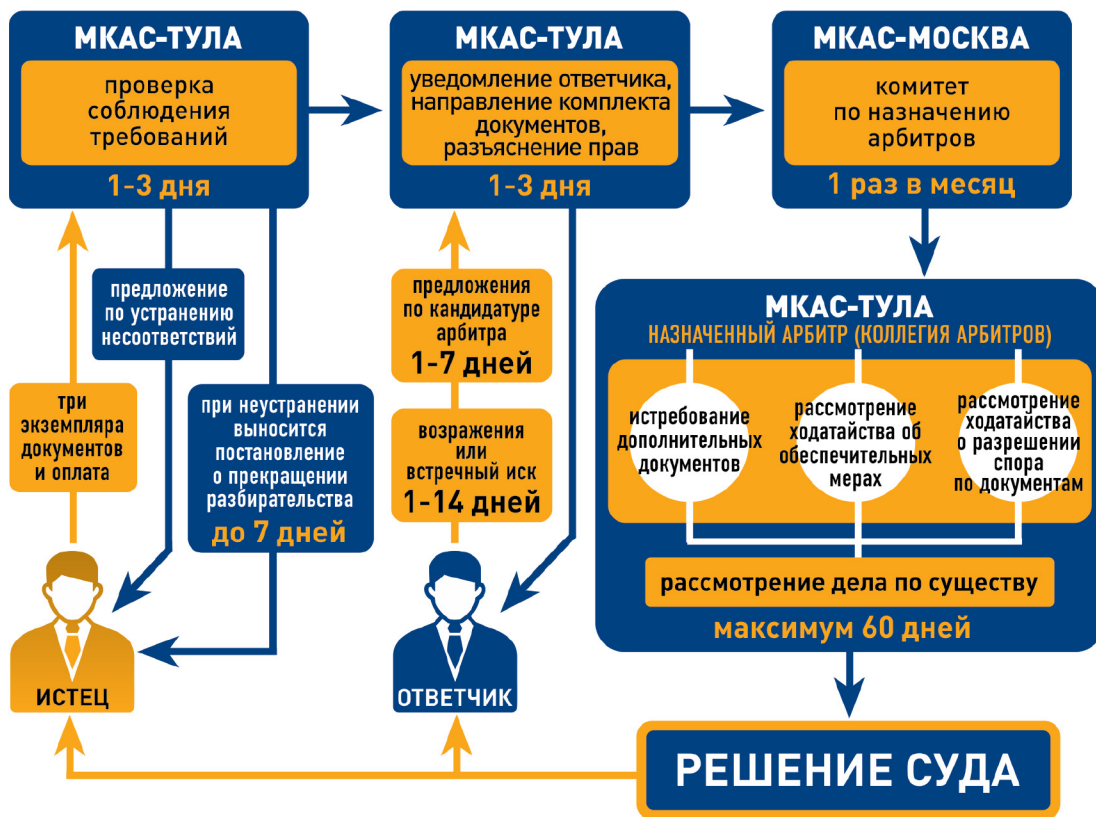 МКАС-ТУЛА
проверка
соблюдения
требований
1-3 дня
МКАС-ТУЛА
уведомление ответчика,
направление комплекта
документов,
разъяснение прав
1-3 дня
МКАС-МОСКВА
комитет
по назначению
арбитров
1 раз в месяц
предложение
по устранению
несоответствий
три
экземпляра
документов
и оплата
при неустранении
выносится
постановление
о прекращении
разбирательства
до 7 дней
предложения
по кандидатуре
арбитра
1-7 дней
возражения
или
встречный иск
1-14 дней
МКАС-ТУЛА
НАЗНАЧЕННЫЙ АРБИТР (КОЛЛЕГИЯ АРБИТРОВ)
истребование
дополнительных
документов
рассмотрение
ходатайства об
обеспечительных
мерах
рассмотрение
ходатайства
о разрешении
спора
по документам
рассмотрение дела по существу
максимум 60 дней
ИСТЕЦ
ОТВЕТЧИК
РЕШЕНИЕ СУДА